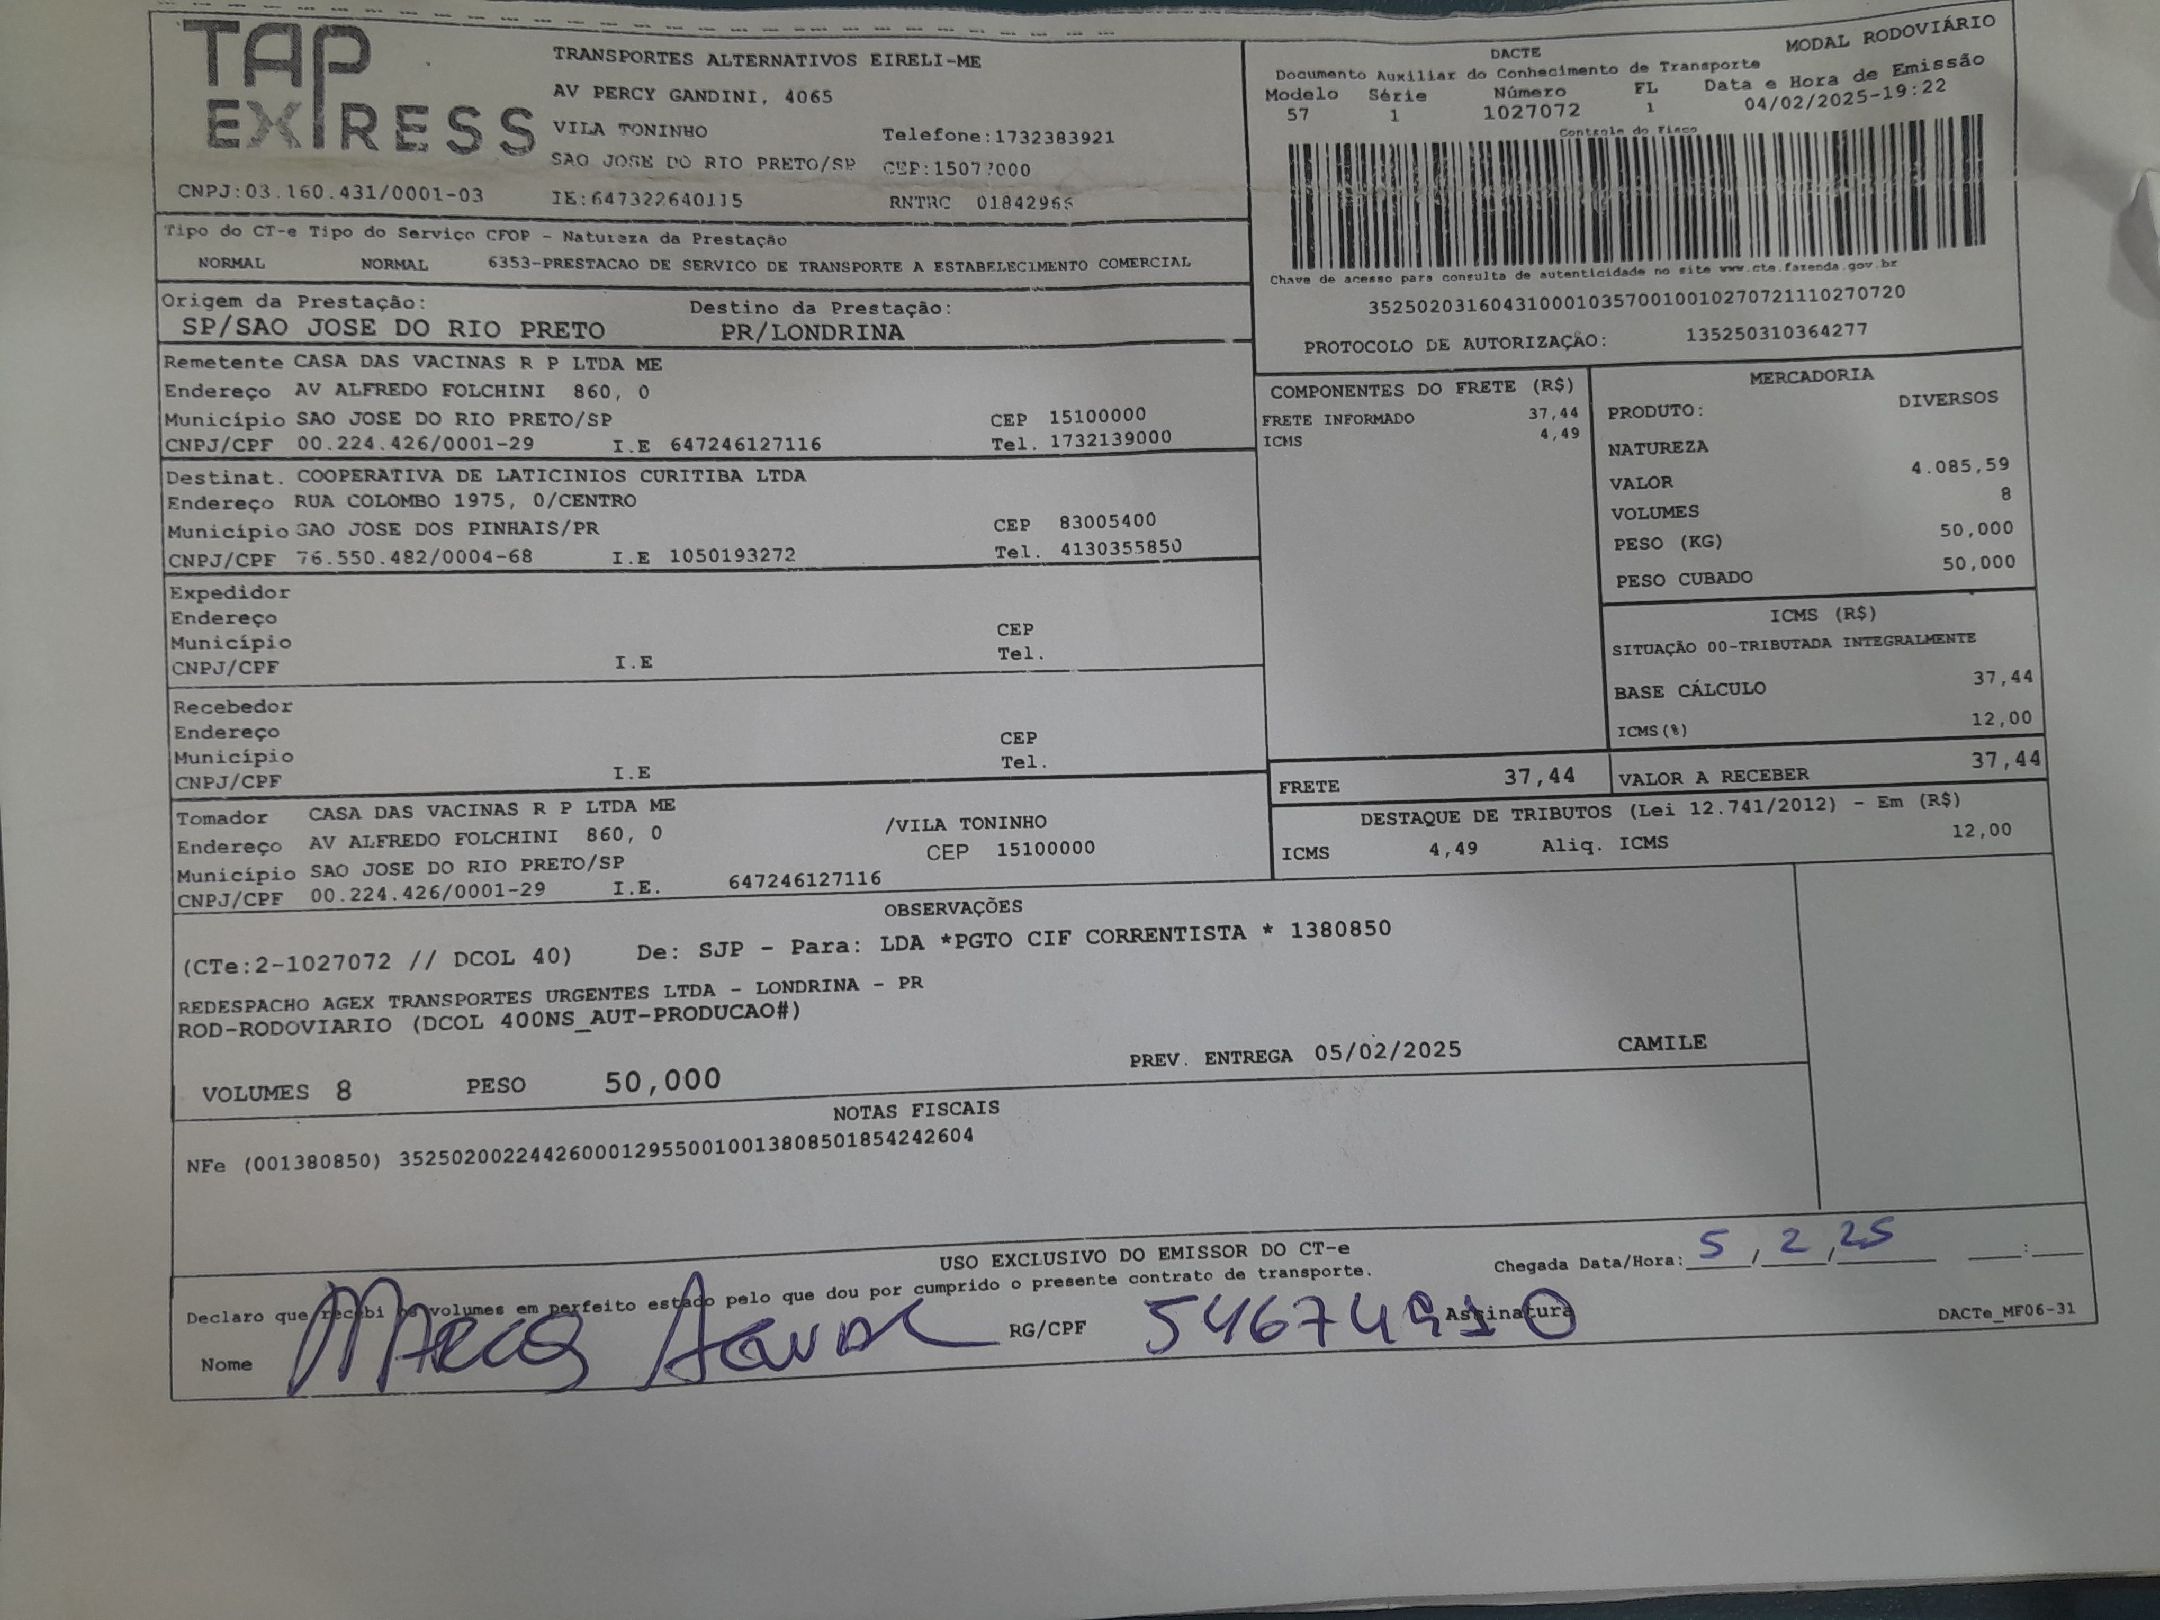 TAP EXPRESS
TRANSPORTES ALTERNATIVOS EIRELI-ME
AV PERCY GANDINI, 4065
VILA TONINHO Telefone:1732383921
SAO JOSE DO RIO PRETO/SP CEP:
CNPJ:03.160.431/0001-03 IE:647322640115 RNTRC
DACTE MODAL RODOVIÁRIO
Documento Auxiliar do Conhecimento de Transporte
Modelo Série Número FL Data e Hora de Emissão
57 1 1027072 1 04/02/2025-19:22
Controle do Fisco
Chave de acesso para consulta de autenticidade no site www.cte.fazenda.gov.br
35250203160431000103570010010270721110270720
PROTOCOLO DE AUTORIZAÇÃO: 135250310364277
Tipo do CT-e Tipo do Serviço CFOP - Natureza da Prestação
NORMAL NORMAL 6353-PRESTACAO DE SERVICO DE TRANSPORTE A ESTABELECIMENTO COMERCIAL
Origem da Prestação: Destino da Prestação:
SP/SAO JOSE DO RIO PRETO PR/LONDRINA
Remetente CASA DAS VACINAS R P LTDA ME
Endereço AV ALFREDO FOLCHINI 860, 0
Município SAO JOSE DO RIO PRETO/SP CEP 15100000
CNPJ/CPF 00.224.426/0001-29 I.E 647246127116 Tel. 1732139000
Destinat. COOPERATIVA DE LATICINIOS CURITIBA LTDA
Endereço RUA COLOMBO 1975, 0/CENTRO
Município SAO JOSE DOS PINHAIS/PR CEP 83005400
CNPJ/CPF 76.550.482/0004-68 I.E 1050193272 Tel. 4130355850
Expedidor
Endereço
Município CEP
CNPJ/CPF I.E Tel.
Recebedor
Endereço
Município CEP
CNPJ/CPF I.E Tel.
Tomador CASA DAS VACINAS R P LTDA ME
Endereço AV ALFREDO FOLCHINI 860, 0 /VILA TONINHO
Município SAO JOSE DO RIO PRETO/SP CEP 15100000
CNPJ/CPF 00.224.426/0001-29 I.E. 647246127116
COMPONENTES DO FRETE (R$)
FRETE INFORMADO 37,44
ICMS 4,49
MERCADORIA
PRODUTO: DIVERSOS
NATUREZA
VALOR 4.085,59
VOLUMES 8
PESO (KG) 50,000
PESO CUBADO 50,000
ICMS (R$)
SITUAÇÃO 00-TRIBUTADA INTEGRALMENTE
BASE CÁLCULO 37,44
ICMS(%) 12,00
FRETE 37,44 VALOR A RECEBER 37,44
DESTAQUE DE TRIBUTOS (Lei 12.741/2012) - Em (R$)
ICMS 4,49 Aliq. ICMS 12,00
OBSERVAÇÕES
(CTe:2-1027072 // DCOL 40) De: SJP - Para: LDA *PGTO CIF CORRENTISTA * 1380850
REDESPACHO AGEX TRANSPORTES URGENTES LTDA - LONDRINA - PR
ROD-RODOVIARIO (DCOL 400NS_AUT-PRODUCAO#)
VOLUMES 8 PESO 50,000 PREV. ENTREGA 05/02/2025 CAMILE
NOTAS FISCAIS
NFe (001380850) 35250200224426000129550010013808501854242604
USO EXCLUSIVO DO EMISSOR DO CT-e
Chegada Data/Hora: 5/2/25 __:__
Declaro que recebi os volumes em perfeito estado pelo que dou por cumprido o presente contrato de transporte.
Nome RG/CPF 546749910 Assinatura DACTe_MF06-31